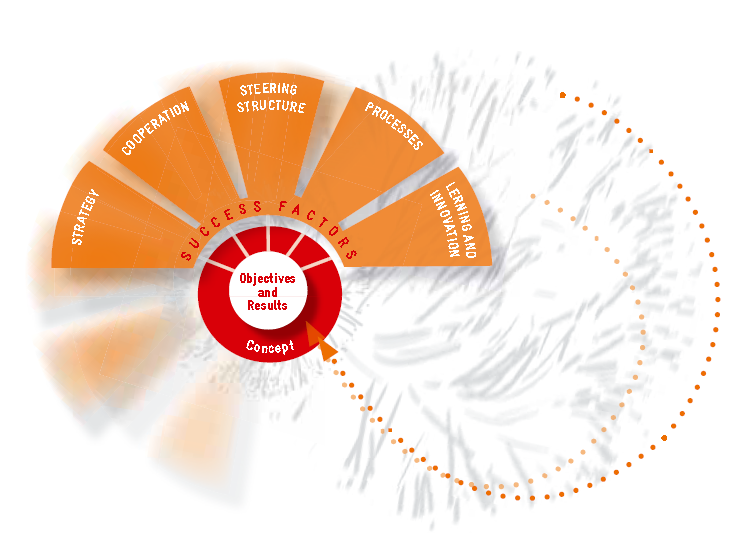 STRATEGY
COOPERATION
STEERING
STRUCTURE
PROCESSES
LERNING AND
INNOVATION
SUCCESS FACTORS
Objectives
and
Results
Concept